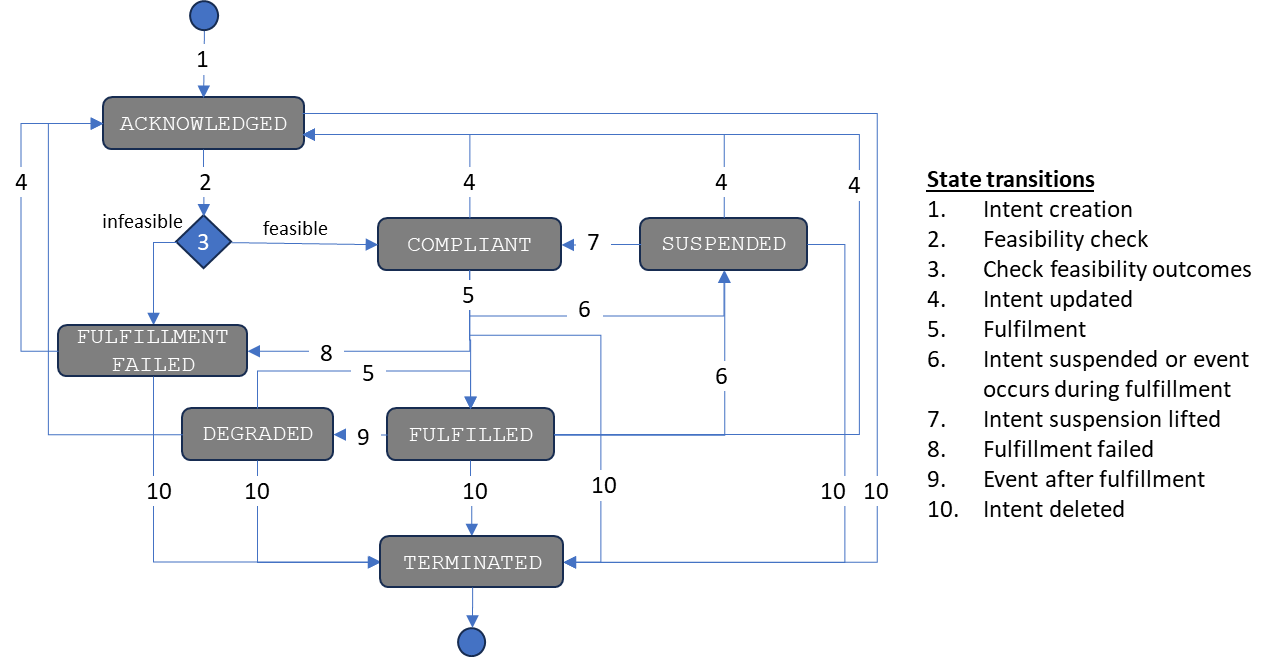 1
ACKNOWLEDGED
4
2
4
4
4
infeasible
feasible
3
COMPLIANT
7
SUSPENDED
5
6
FULFILLMENT
FAILED
8
5
6
DEGRADED
9
FULFILLED
10
10
10
10
10
10
TERMINATED
State transitions
1. Intent creation
2. Feasibility check
3. Check feasibility outcomes
4. Intent updated
5. Fulfilment
6. Intent suspended or event
occurs during fulfillment
7. Intent suspension lifted
8. Fulfillment failed
9. Event after fulfillment
10. Intent deleted